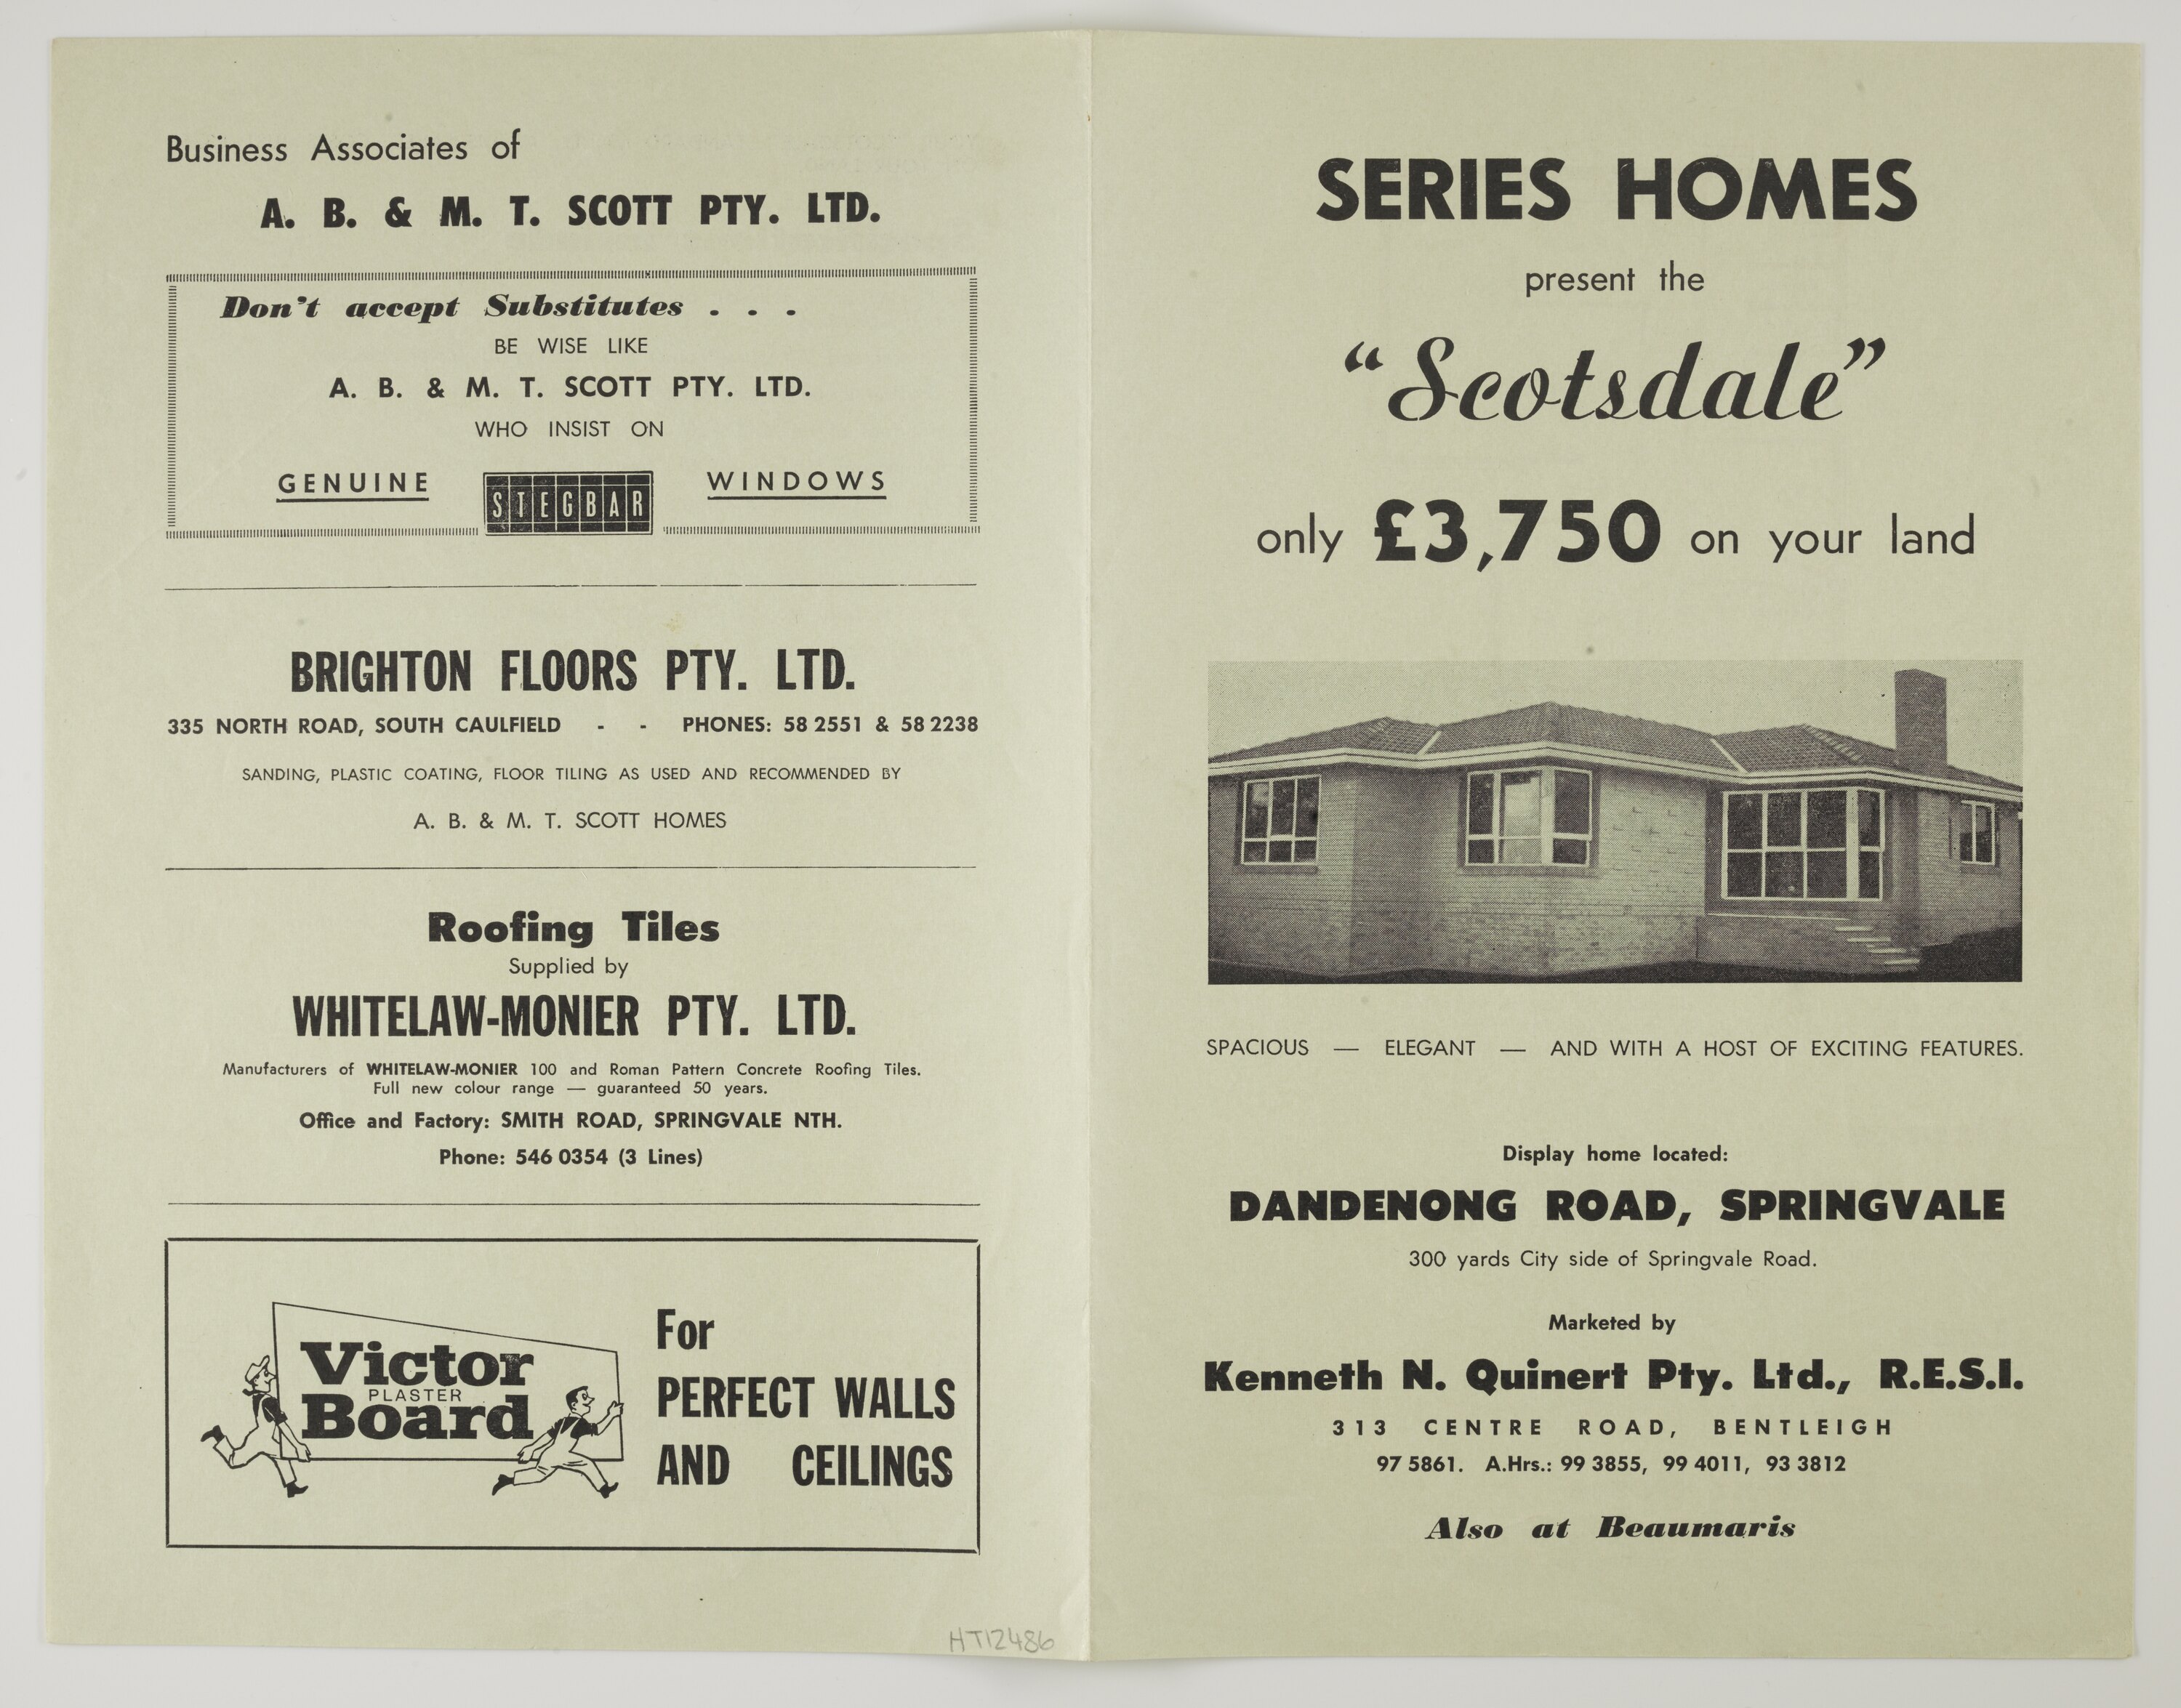 Business Associates of
A. B. & M. T. SCOTT PTY. LTD.
Don't accept Substitutes . . .
BE WISE LIKE
A. B. & M. T. SCOTT PTY. LTD.
WHO INSIST ON
GENUINE STEGBAR WINDOWS
BRIGHTON FLOORS PTY. LTD.
335 NORTH ROAD, SOUTH CAULFIELD - - PHONES: 58 2551 & 58 2238
SANDING, PLASTIC COATING, FLOOR TILING AS USED AND RECOMMENDED BY
A. B. & M. T. SCOTT HOMES
Roofing Tiles
Supplied by
WHITELAW-MONIER PTY. LTD.
Manufacturers of WHITELAW-MONIER 100 and Roman Pattern Concrete Roofing Tiles.
Full new colour range — guaranteed 50 years.
Office and Factory: SMITH ROAD, SPRINGVALE NTH.
Phone: 546 0354 (3 Lines)
Victor
PLASTER
Board
For
PERFECT WALLS
AND CEILINGS
HT12486
SERIES HOMES
present the
"Scotsdale"
only £3,750 on your land
SPACIOUS — ELEGANT — AND WITH A HOST OF EXCITING FEATURES.
Display home located:
DANDENONG ROAD, SPRINGVALE
300 yards City side of Springvale Road.
Marketed by
Kenneth N. Quinert Pty. Ltd., R.E.S.I.
313 CENTRE ROAD, BENTLEIGH
97 5861. A.Hrs.: 99 3855, 99 4011, 93 3812
Also at Beaumaris